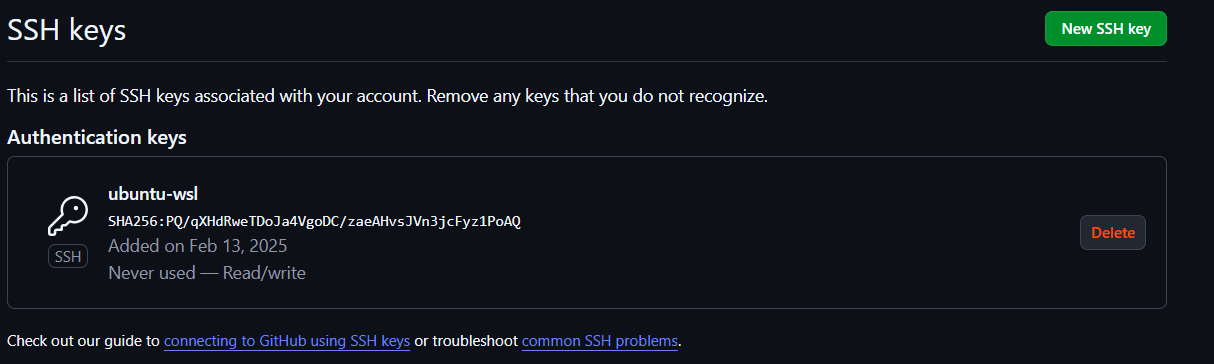 SSH keys
New SSH key
This is a list of SSH keys associated with your account. Remove any keys that you do not recognize.
Authentication keys
ubuntu-wsl
SHA256:PQ/qXHdRweTDoJa4VgoDC/zaeAHvsJVn3jcFyz1PoAQ
Added on Feb 13, 2025
Never used — Read/write
SSH
Delete
Check out our guide to connecting to GitHub using SSH keys or troubleshoot common SSH problems.